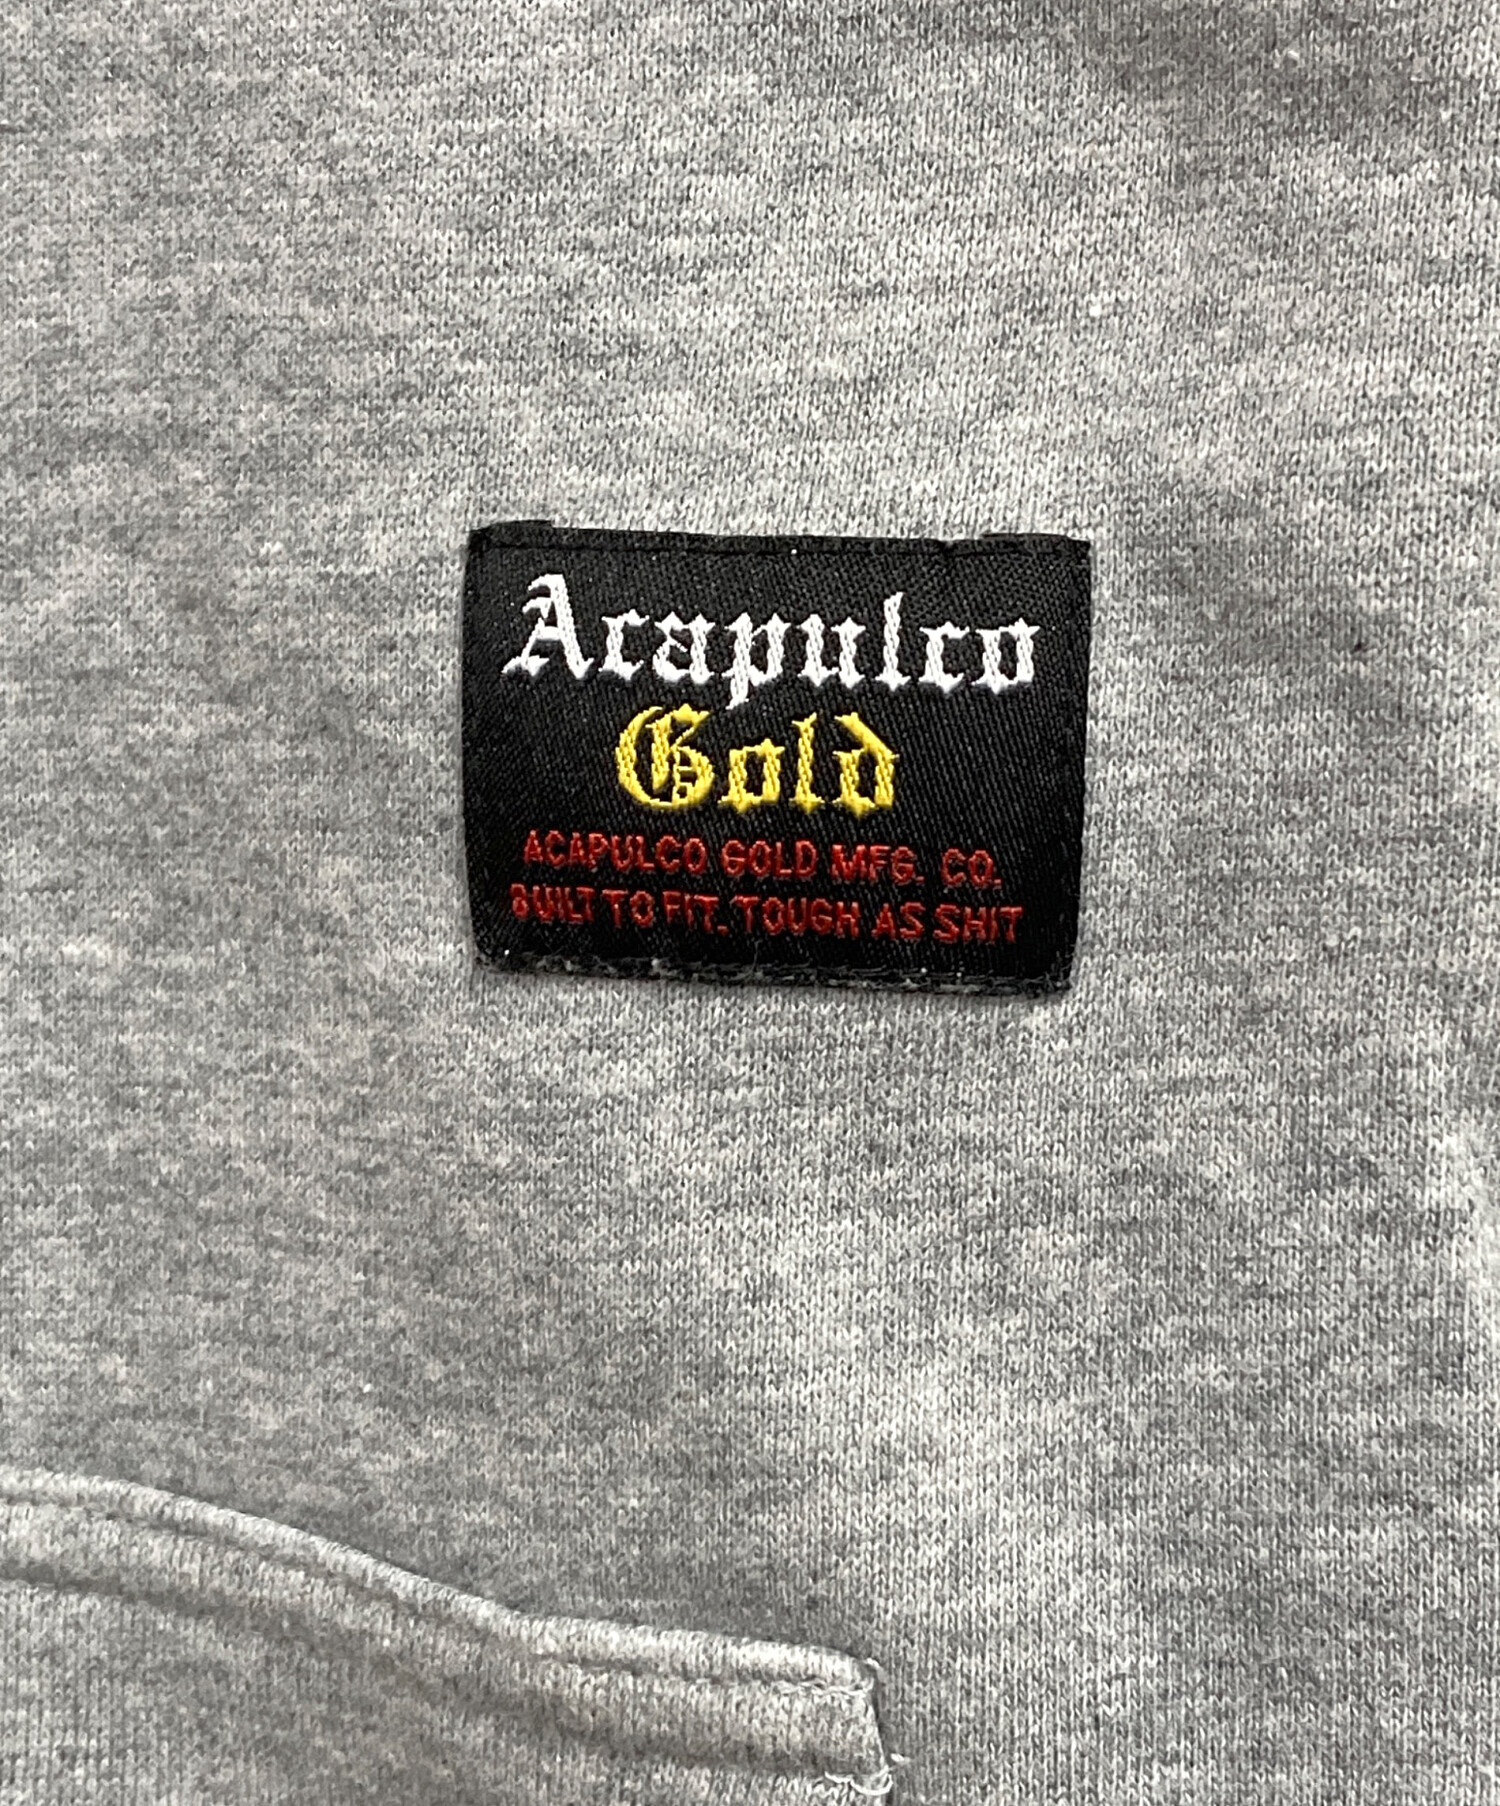 Acapulco
Gold
ACAPULCO GOLD MFG. CO.
BUILT TO FIT. TOUGH AS SHIT